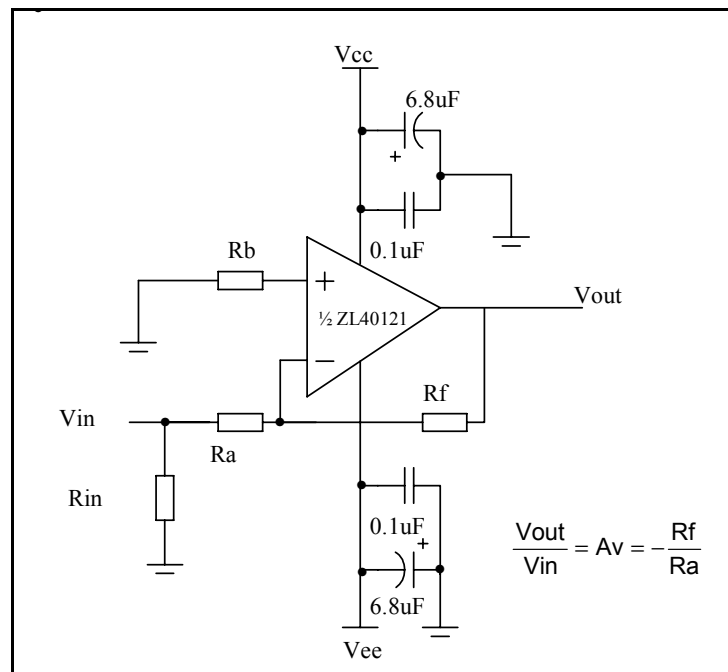 Vcc
6.8uF
+
0.1uF
Rb
+
½ ZL40121
Vout
−
Rf
Vin
Ra
Rin
0.1uF
+
6.8uF
Vee
Vout
Vin
= Av = −
Rf
Ra